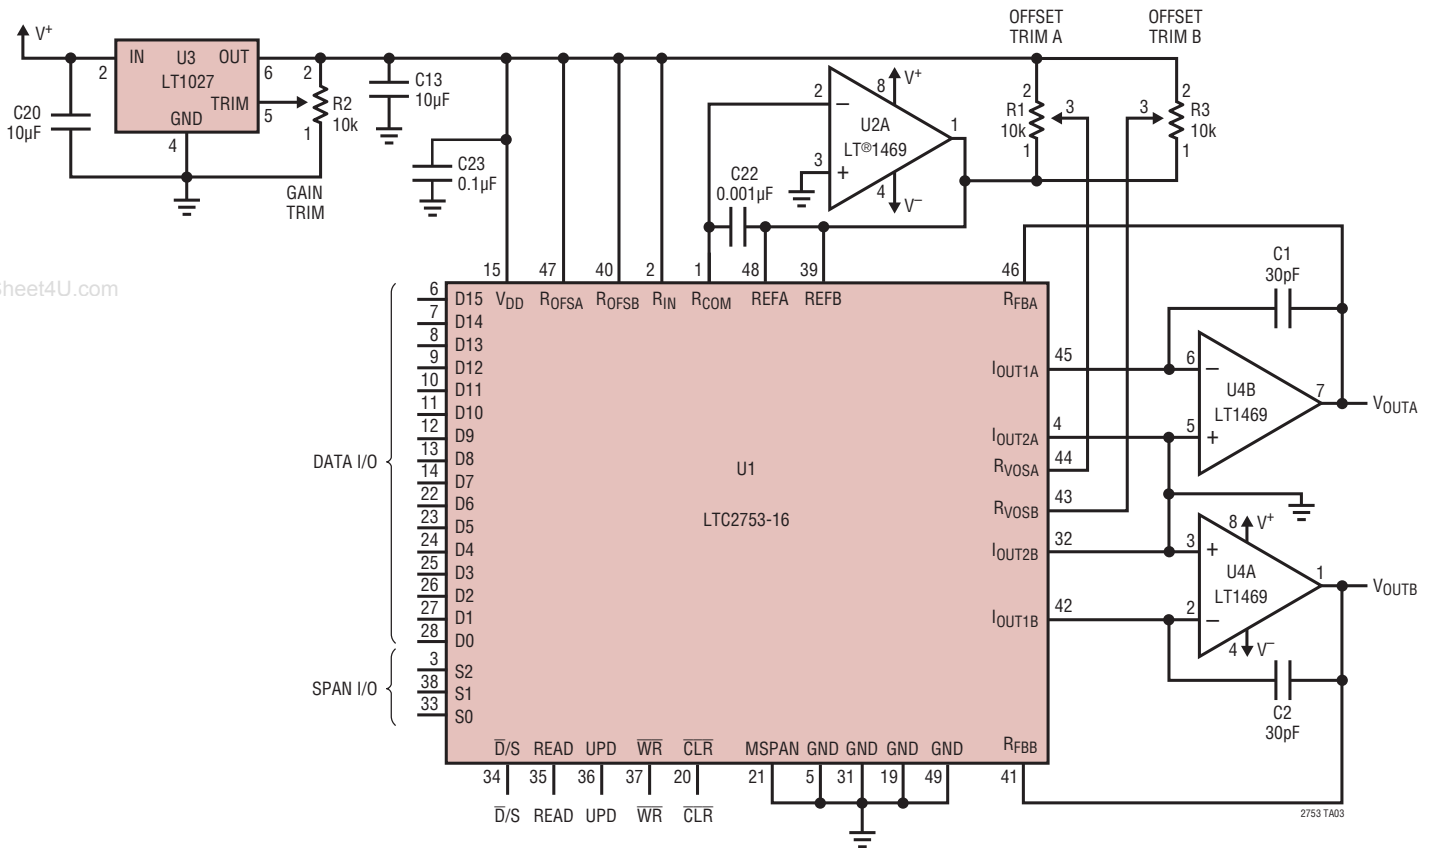 OFFSET TRIM A
OFFSET TRIM B
V+
2
IN
U3
OUT
6
LT1027
TRIM
5
GND
4
C20
10µF
2
R2
10k
1
GAIN
TRIM
C13
10µF
C23
0.1µF
C22
0.001µF
2
−
8
V+
U2A
LT®1469
1
3
+
4
V−
2
R1
10k
1
3
3
2
R3
10k
1
heet4U.com
15
47
40
2
1
48
39
46
VDD
ROFSA
ROFSB
RIN
RCOM
REFA
REFB
RFBA
6 D15
7 D14
8 D13
9 D12
10 D11
11 D10
12 D9
13 D8
14 D7
22 D6
23 D5
24 D4
25 D3
26 D2
27 D1
28 D0
DATA I/O
3 S2
38 S1
33 S0
SPAN I/O
U1
LTC2753-16
IOUT1A 45
IOUT2A 4
RVOSA 44
RVOSB 43
IOUT2B 32
IOUT1B 42
C1
30pF
6
−
U4B
LT1469
7
VOUTA
5
+
8
V+
3
+
U4A
LT1469
1
VOUTB
2
−
4
V−
C2
30pF
D̅/S READ UPD W̅R̅ C̅L̅R̅ MSPAN GND GND GND GND RFBB
34 35 36 37 20 21 5 31 19 49 41
D̅/S READ UPD W̅R̅ C̅L̅R̅
2753 TA03